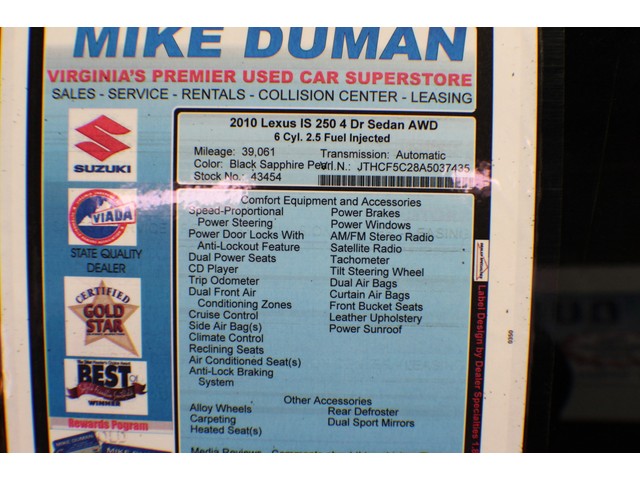 MIKE DUMAN
VIRGINIA'S PREMIER USED CAR SUPERSTORE
SALES - SERVICE - RENTALS - COLLISION CENTER - LEASING
2010 Lexus IS 250 4 Dr Sedan AWD
6 Cyl. 2.5 Fuel Injected
Mileage: 39,061
Transmission: Automatic
Color: Black Sapphire Pearl
V.I.N.: JTHCF5C28A5037435
Stock No.: 43454
SUZUKI
VIADA
STATE QUALITY
DEALER
CERTIFIED
GOLD
STAR
BEST
WINNER
Rewards Pogram
MIKE DUMAN
Comfort Equipment and Accessories
Speed-Proportional
Power Steering
Power Door Locks With
Anti-Lockout Feature
Dual Power Seats
CD Player
Trip Odometer
Dual Front Air
Conditioning Zones
Cruise Control
Side Air Bag(s)
Climate Control
Reclining Seats
Air Conditioned Seat(s)
Anti-Lock Braking
System
Power Brakes
Power Windows
AM/FM Stereo Radio
Satellite Radio
Tachometer
Tilt Steering Wheel
Dual Air Bags
Curtain Air Bags
Front Bucket Seats
Leather Upholstery
Power Sunroof
Other Accessories
Alloy Wheels
Carpeting
Heated Seat(s)
Rear Defroster
Dual Sport Mirrors
Label Design by Dealer Specialties